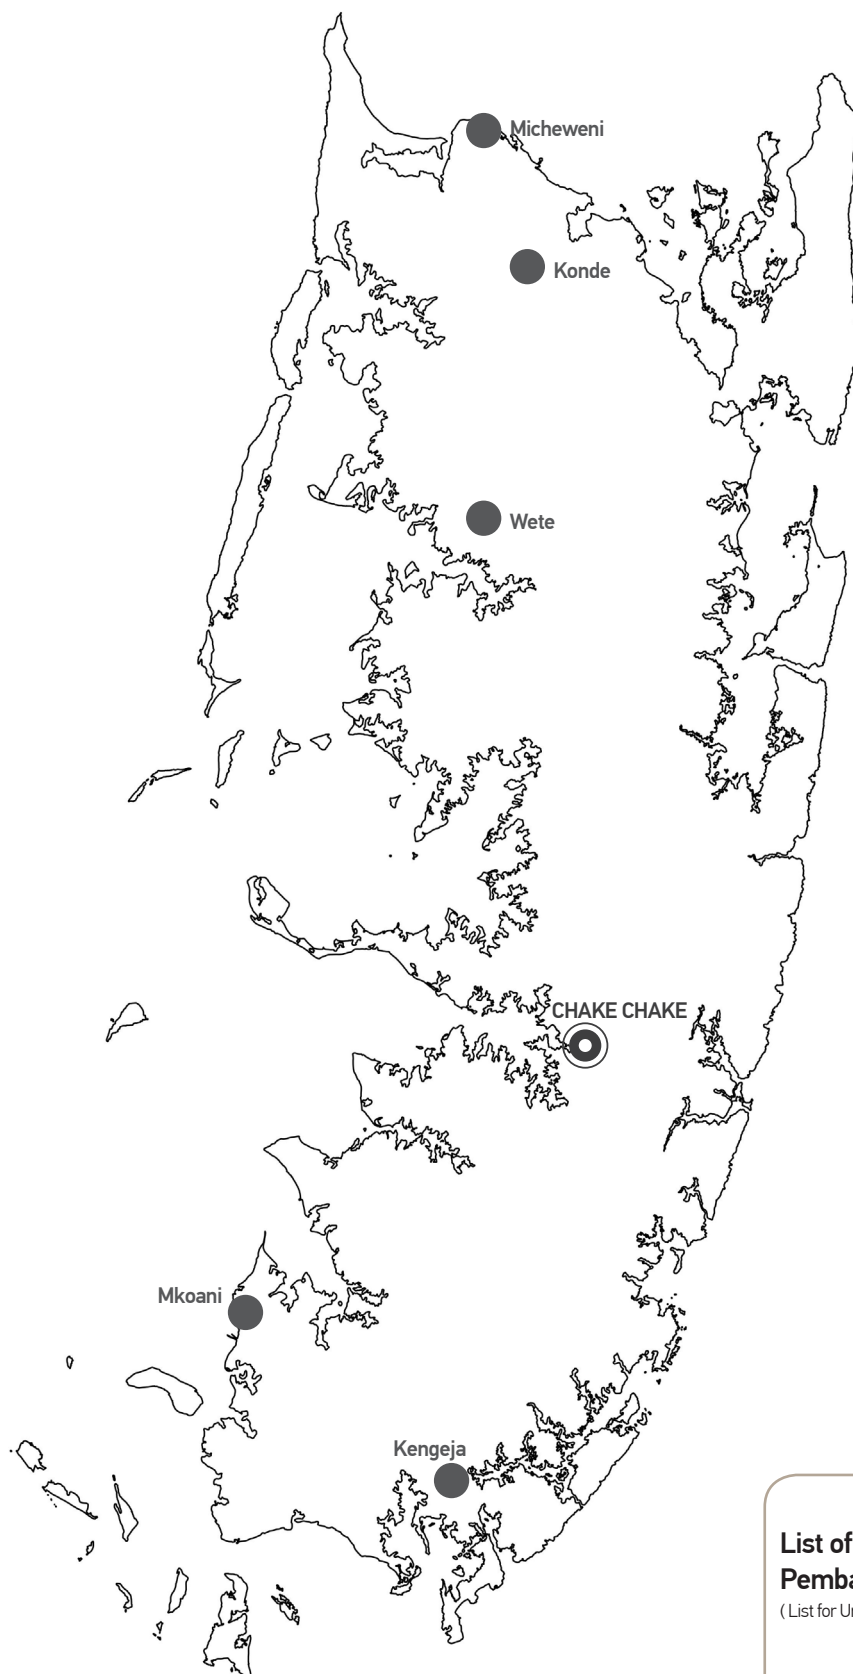 Micheweni
Konde
Wete
CHAKE CHAKE
Mkoani
Kengeja
List of
Pemba
( List for